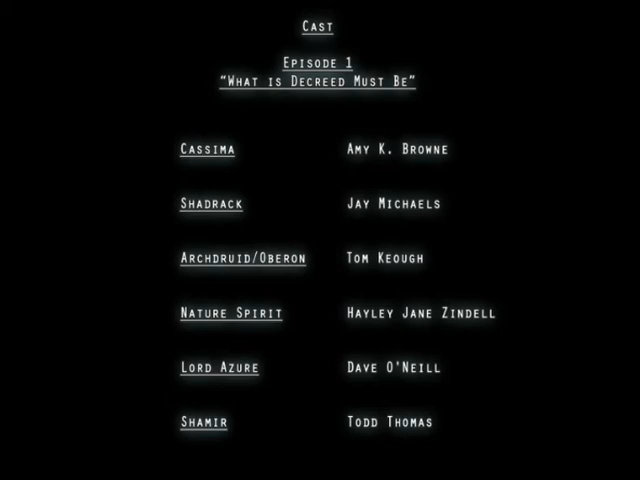 Cast
Episode 1
"What is Decreed Must Be"
Cassima Amy K. Browne
Shadrack Jay Michaels
Archdruid/Oberon Tom Keough
Nature Spirit Hayley Jane Zindell
Lord Azure Dave O'Neill
Shamir Todd Thomas